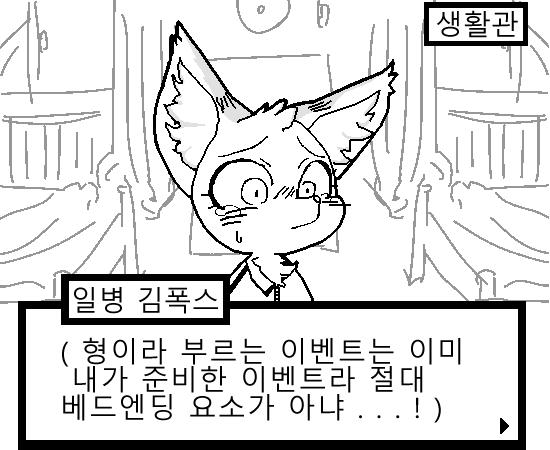 생활관
일병 김폭스
( 형이라 부르는 이벤트는 이미
내가 준비한 이벤트라 절대
베드엔딩 요소가 아냐 . . . ! )